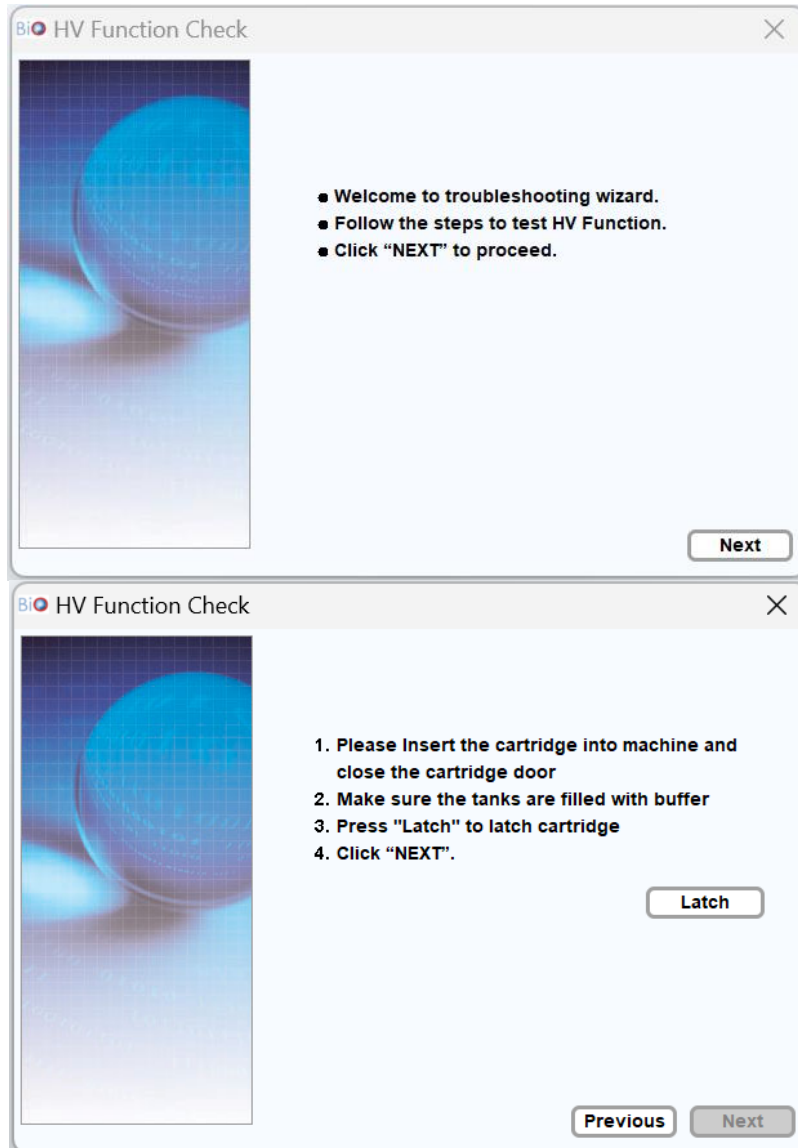 BiO HV Function Check
• Welcome to troubleshooting wizard.
• Follow the steps to test HV Function.
• Click “NEXT” to proceed.
Next
BiO HV Function Check
1. Please Insert the cartridge into machine and
close the cartridge door
2. Make sure the tanks are filled with buffer
3. Press "Latch" to latch cartridge
4. Click “NEXT”.
Latch
Previous
Next